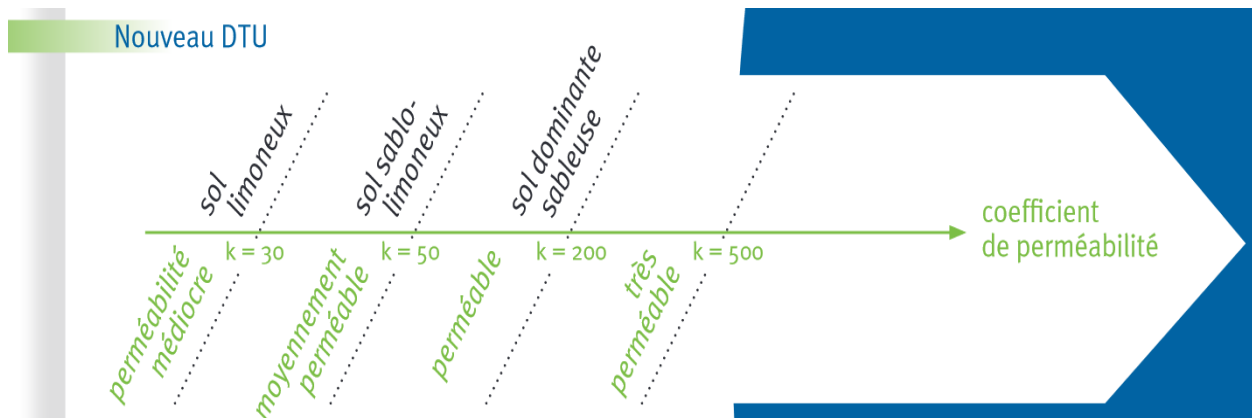 Nouveau DTU
sol
limoneux
sol sablo-
limoneux
sol dominante
sableuse
k = 30
k = 50
k = 200
k = 500
coefficient
de perméabilité
perméabilité
médiocre
moyennement
perméable
perméable
très
perméable